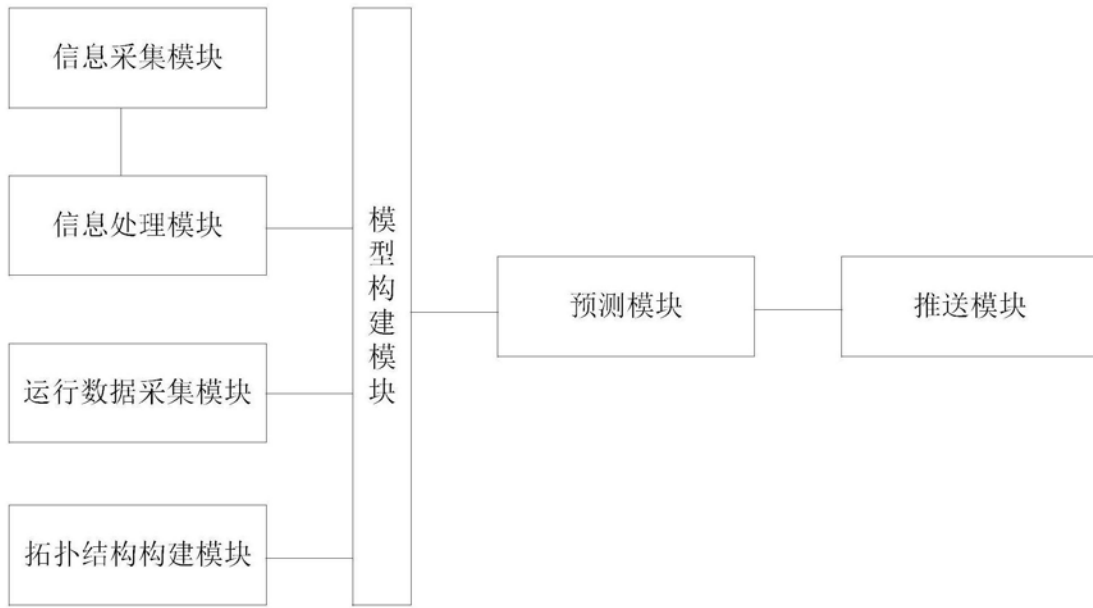 信息采集模块
信息处理模块
运行数据采集模块
拓扑结构构建模块
模型构建模块
预测模块
推送模块